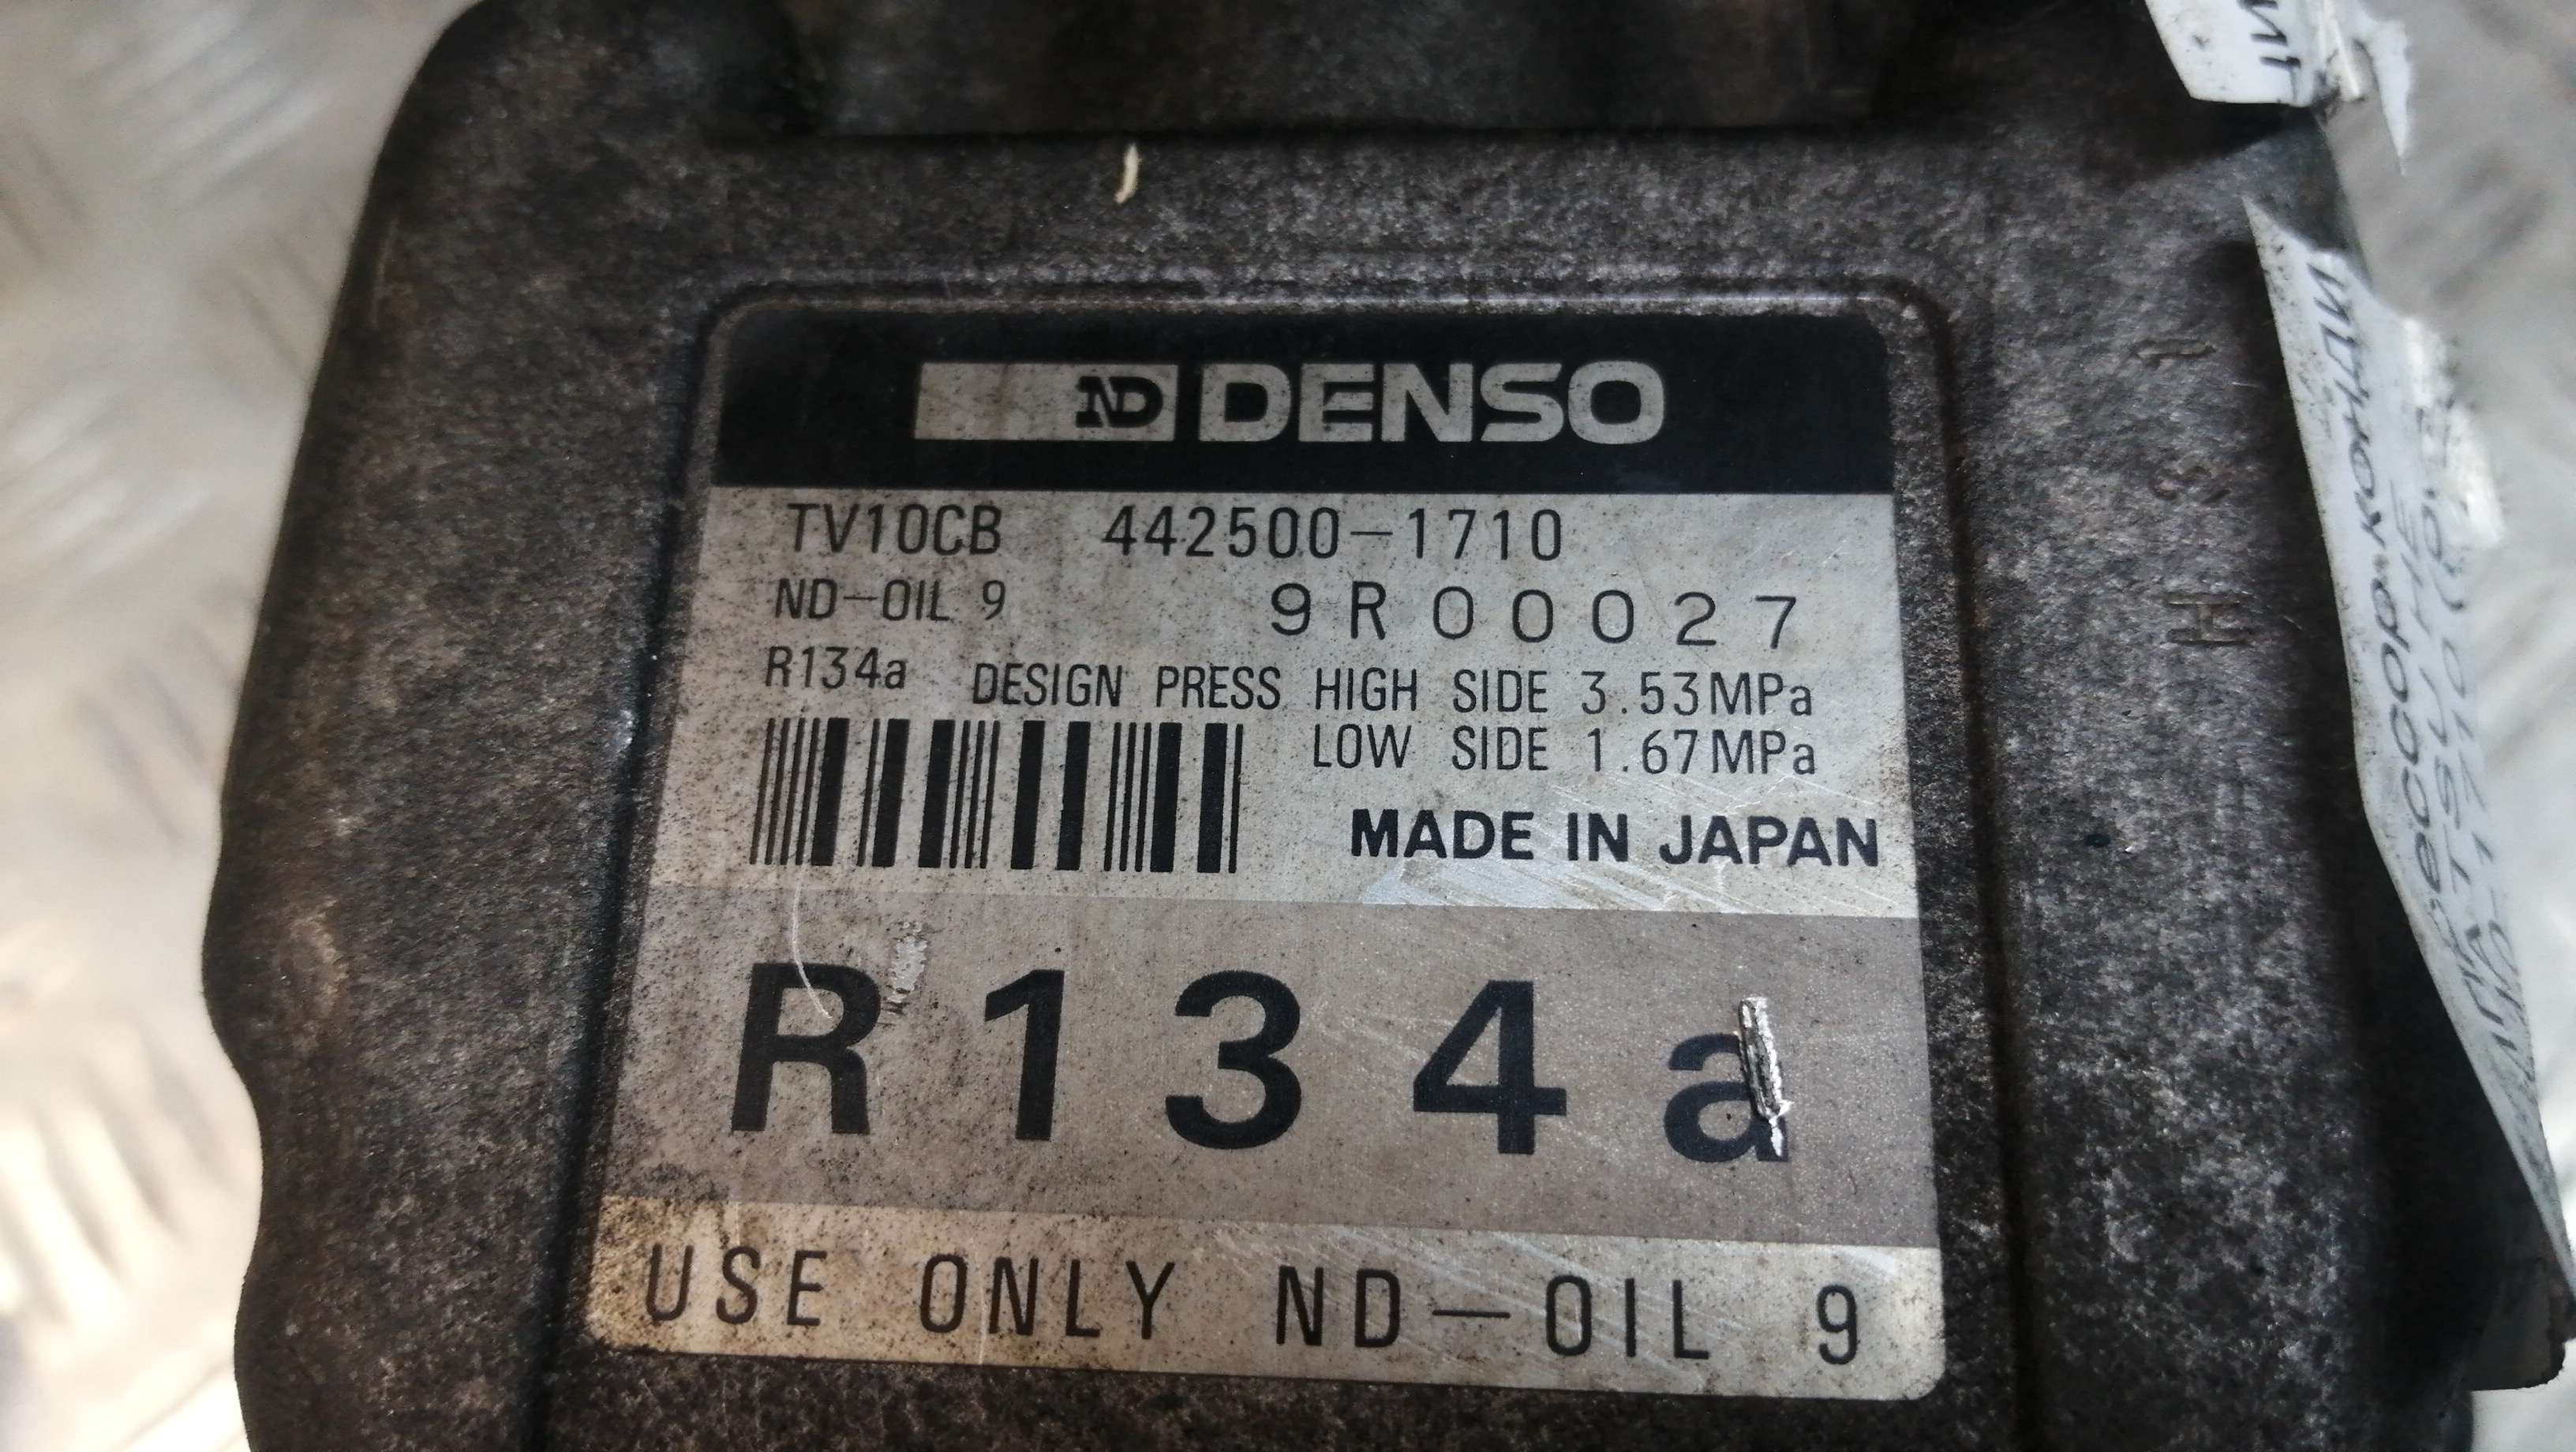 ND DENSO
TV10CB 442500-1710
ND-OIL 9 9R00027
R134a DESIGN PRESS HIGH SIDE 3.53MPa
LOW SIDE 1.67MPa
MADE IN JAPAN
R134a
USE ONLY ND-OIL 9
H